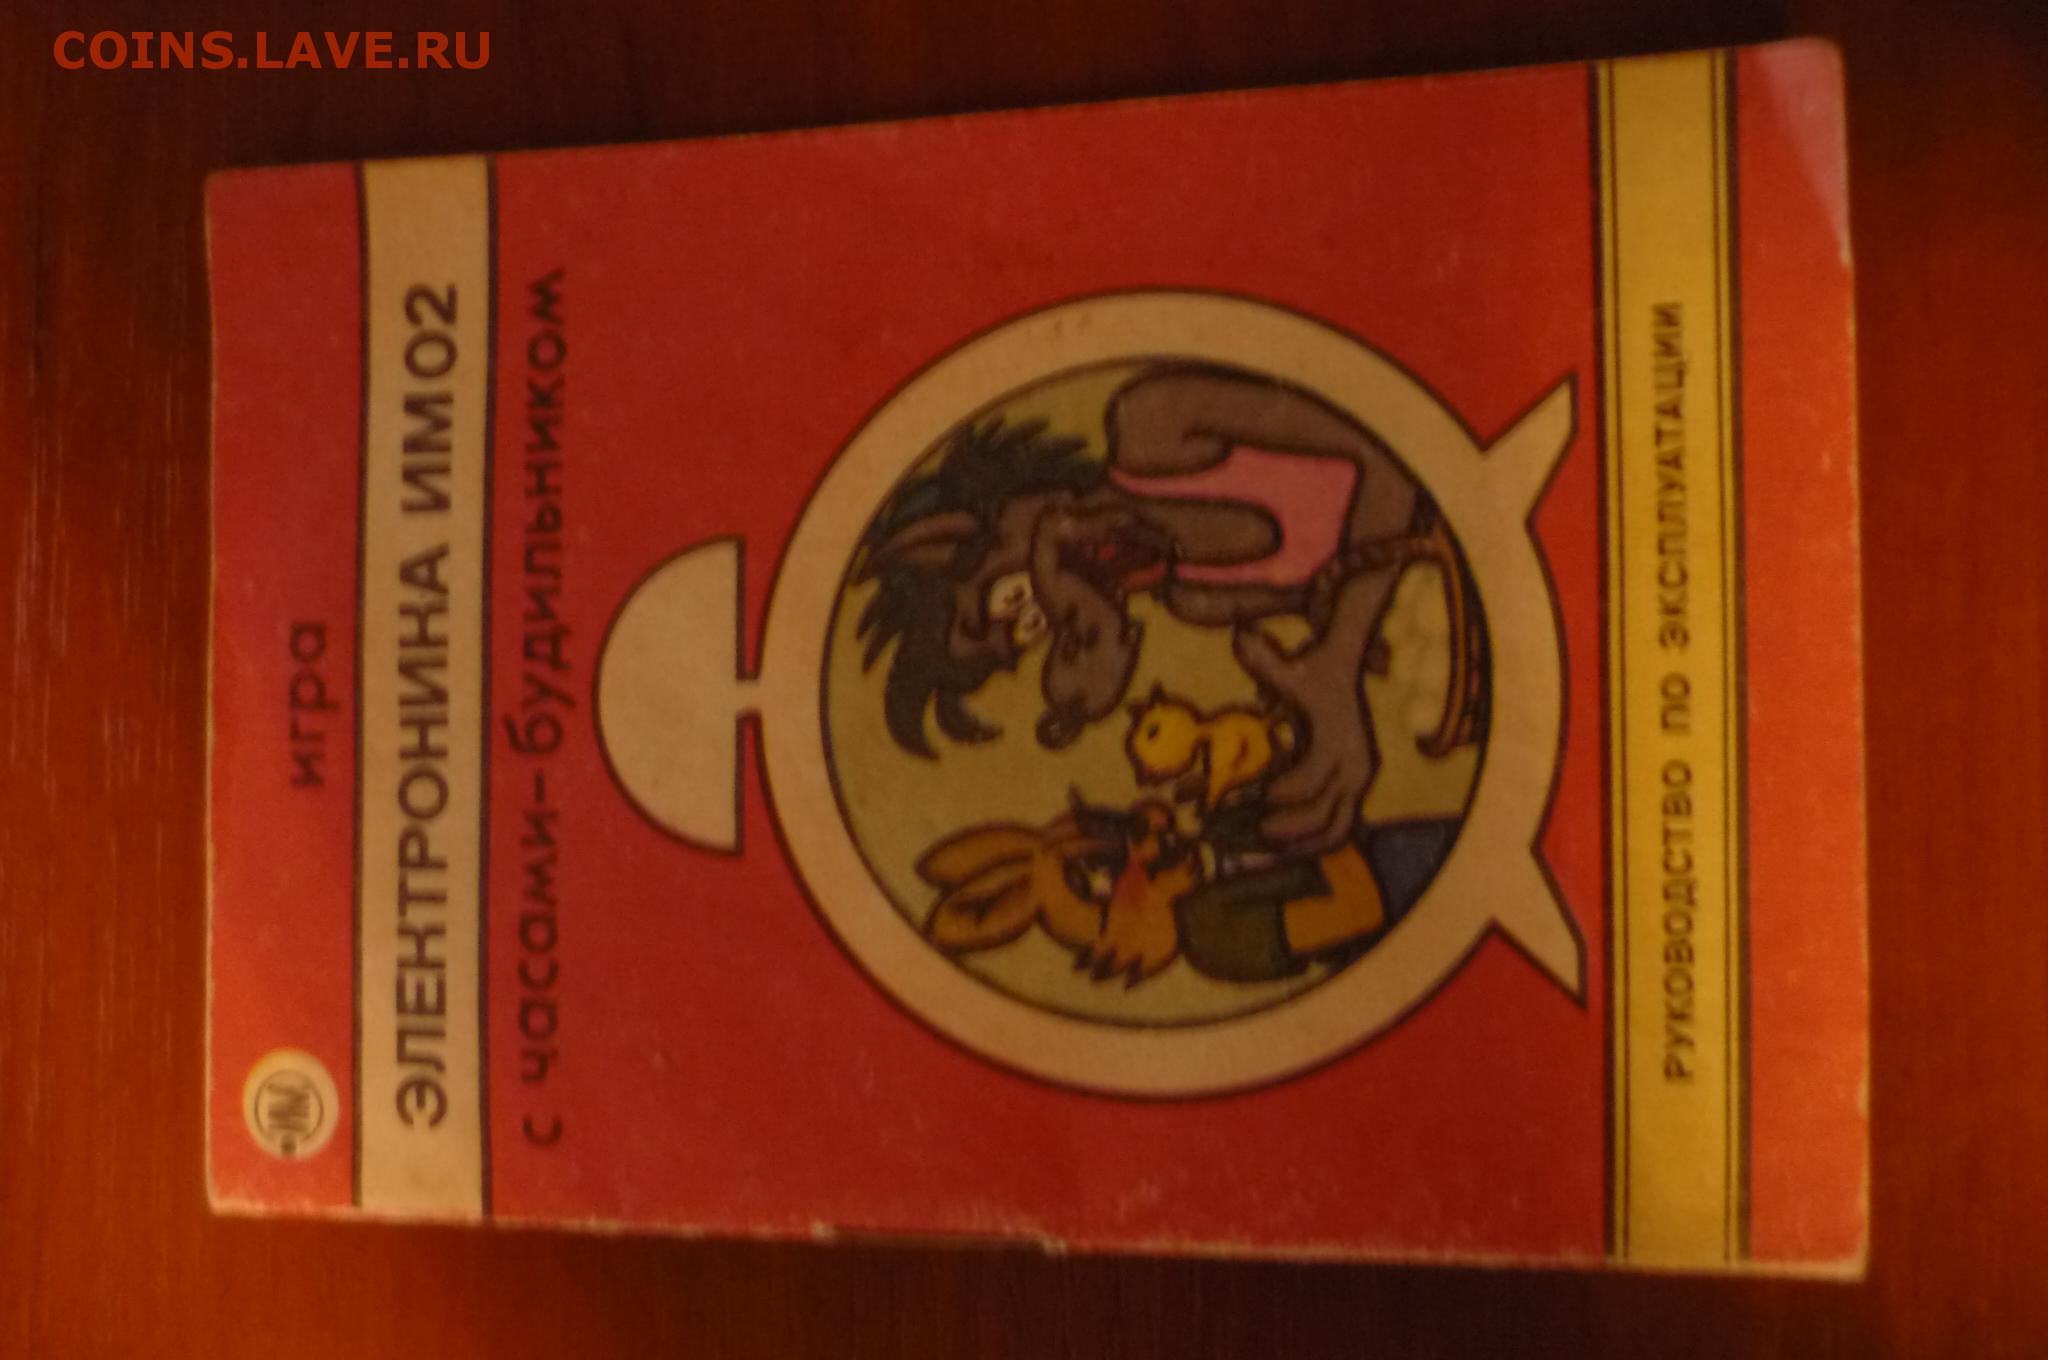 COINS.LAVE.RU
игра
ЭЛЕКТРОНИКА ИМ02
с часами-будильником
РУКОВОДСТВО ПО ЭКСПЛУАТАЦИИ